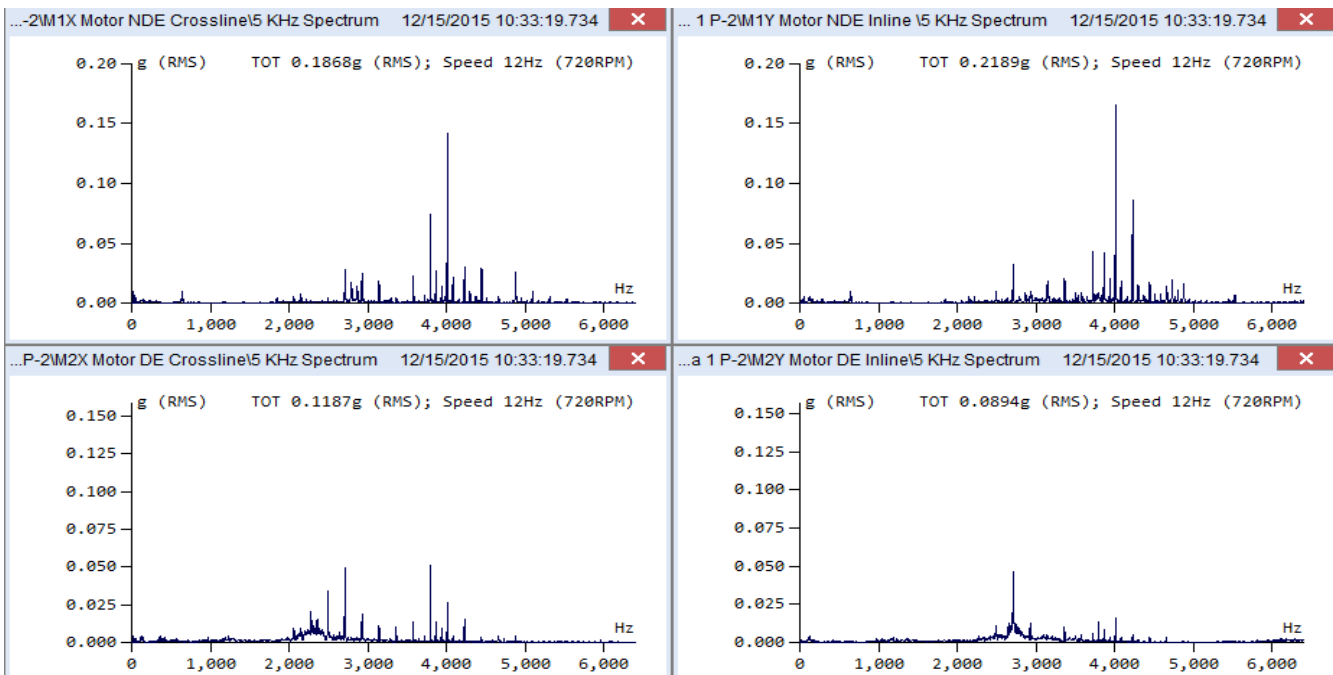 ...-2\M1X Motor NDE Crossline\5 KHz Spectrum 12/15/2015 10:33:19.734
0.20 g (RMS) TOT 0.1868g (RMS); Speed 12Hz (720RPM)
0.15
0.10
0.05
0.00 Hz
0 1,000 2,000 3,000 4,000 5,000 6,000
... 1 P-2\M1Y Motor NDE Inline \5 KHz Spectrum 12/15/2015 10:33:19.734
0.20 g (RMS) TOT 0.2189g (RMS); Speed 12Hz (720RPM)
0.15
0.10
0.05
0.00 Hz
0 1,000 2,000 3,000 4,000 5,000 6,000
...P-2\M2X Motor DE Crossline\5 KHz Spectrum 12/15/2015 10:33:19.734
g (RMS) TOT 0.1187g (RMS); Speed 12Hz (720RPM)
0.150
0.125
0.100
0.075
0.050
0.025
0.000 Hz
0 1,000 2,000 3,000 4,000 5,000 6,000
...a 1 P-2\M2Y Motor DE Inline\5 KHz Spectrum 12/15/2015 10:33:19.734
g (RMS) TOT 0.0894g (RMS); Speed 12Hz (720RPM)
0.150
0.125
0.100
0.075
0.050
0.025
0.000 Hz
0 1,000 2,000 3,000 4,000 5,000 6,000